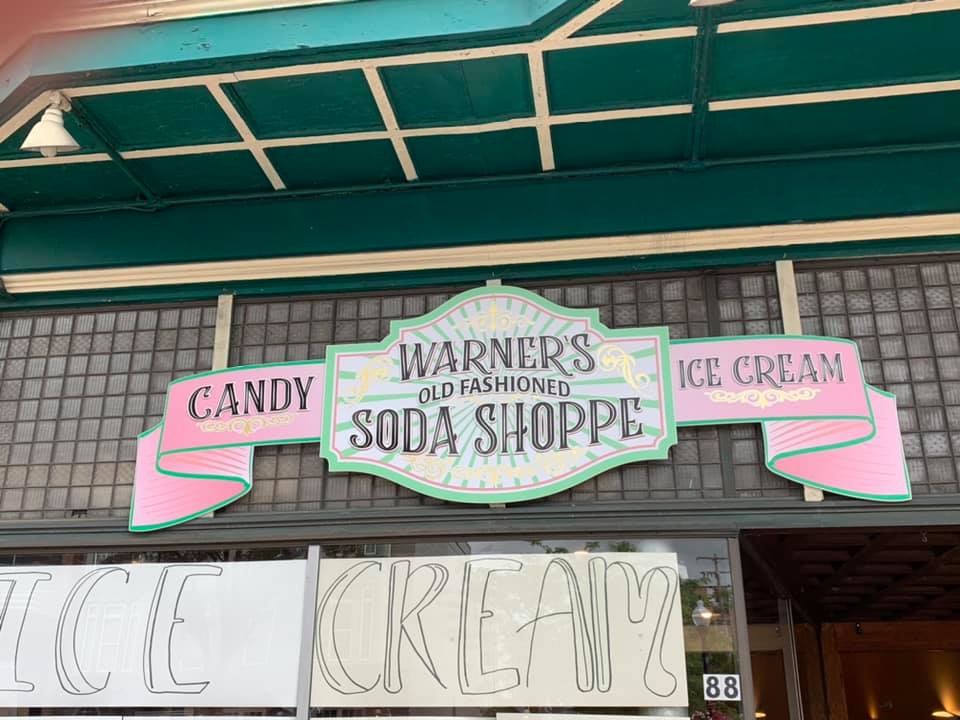 WARNER'S
OLD FASHIONED
SODA SHOPPE
CANDY
ICE CREAM
ICE CREAM
88